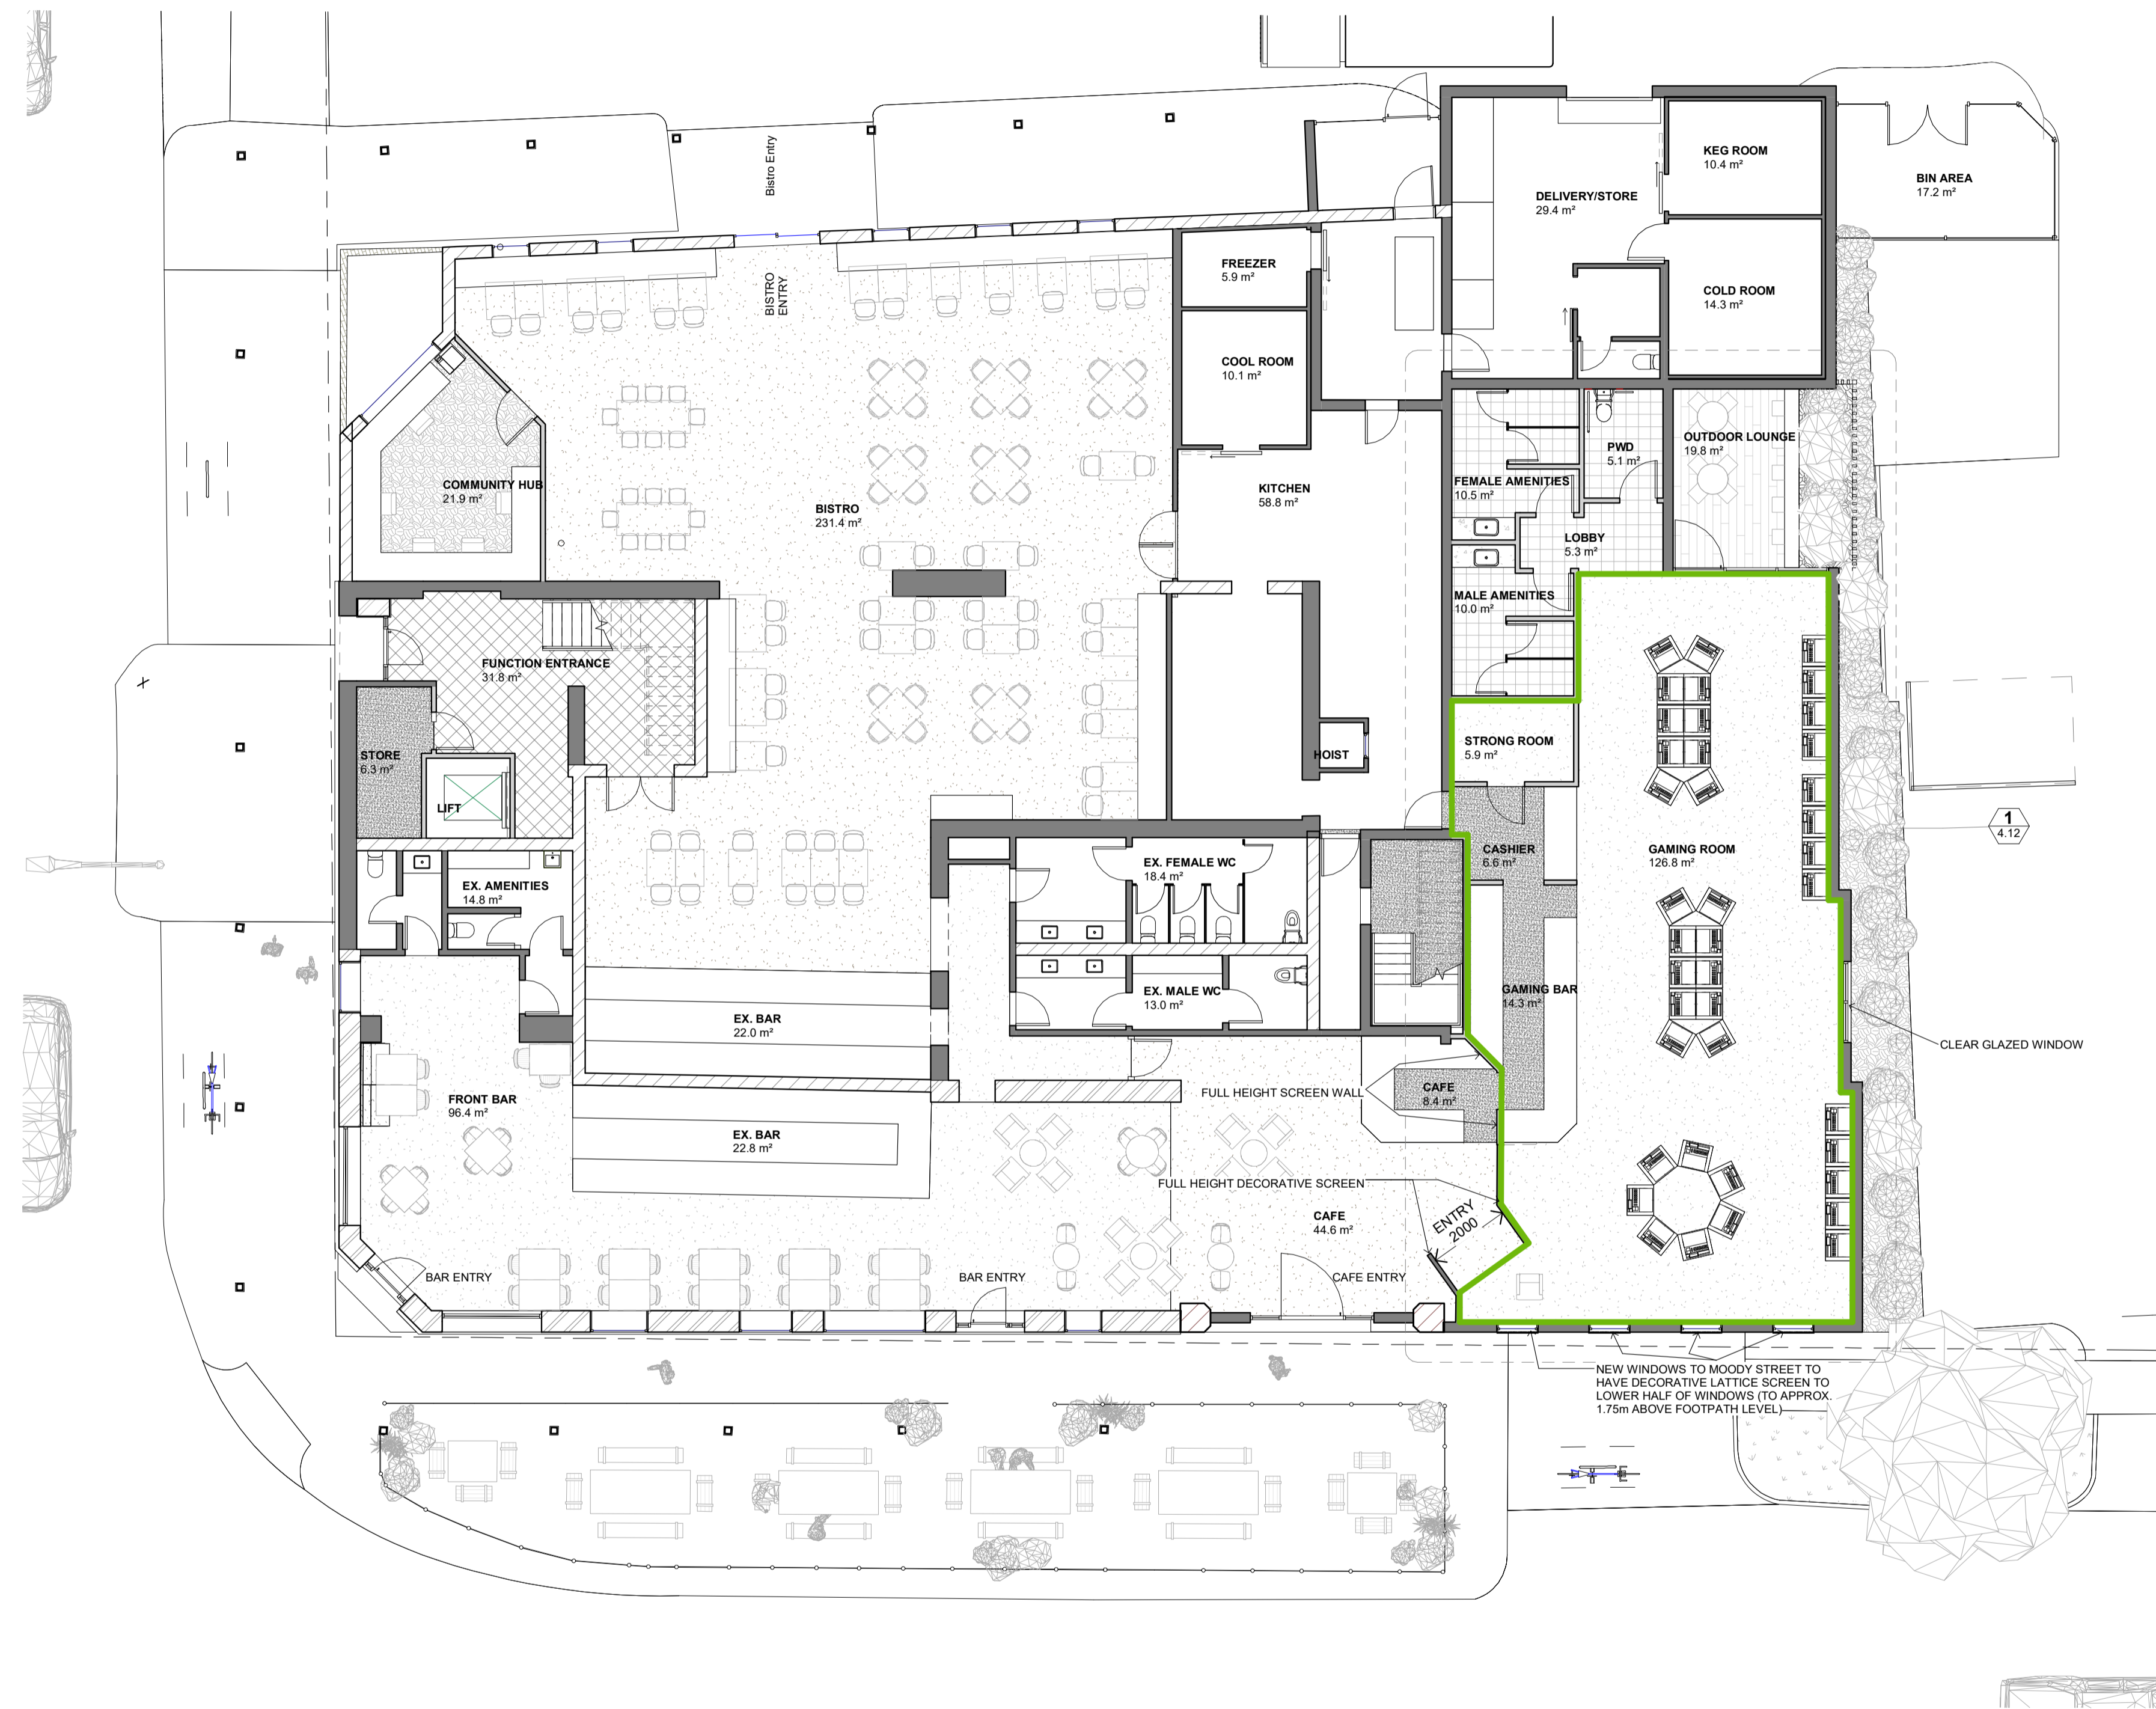 Bistro Entry
KEG ROOM
10.4 m²
BIN AREA
17.2 m²
DELIVERY/STORE
29.4 m²
FREEZER
5.9 m²
BISTRO
ENTRY
COLD ROOM
14.3 m²
COOL ROOM
10.1 m²
OUTDOOR LOUNGE
19.8 m²
PWD
5.1 m²
COMMUNITY HUB
21.9 m²
KITCHEN
58.8 m²
FEMALE AMENITIES
10.5 m²
BISTRO
231.4 m²
LOBBY
5.3 m²
MALE AMENITIES
10.0 m²
FUNCTION ENTRANCE
31.8 m²
STORE
6.3 m²
HOIST
STRONG ROOM
5.9 m²
LIFT
1
4.12
CASHIER
6.6 m²
GAMING ROOM
126.8 m²
EX. FEMALE WC
18.4 m²
EX. AMENITIES
14.8 m²
EX. MALE WC
13.0 m²
GAMING BAR
14.3 m²
EX. BAR
22.0 m²
CLEAR GLAZED WINDOW
FULL HEIGHT SCREEN WALL
CAFE
8.4 m²
FRONT BAR
96.4 m²
EX. BAR
22.8 m²
FULL HEIGHT DECORATIVE SCREEN
CAFE
44.6 m²
ENTRY
2000
BAR ENTRY
BAR ENTRY
CAFE ENTRY
NEW WINDOWS TO MOODY STREET TO
HAVE DECORATIVE LATTICE SCREEN TO
LOWER HALF OF WINDOWS (TO APPROX.
1.75m ABOVE FOOTPATH LEVEL)